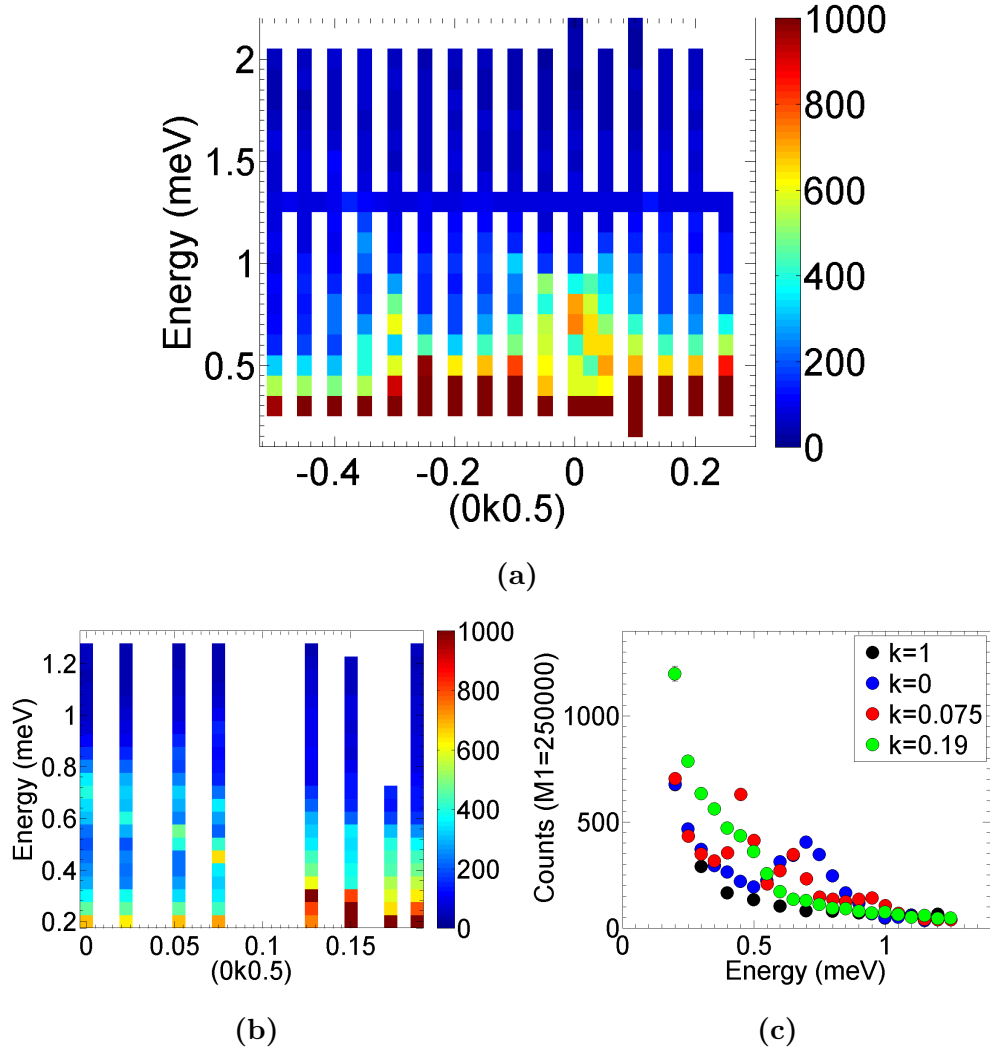 Energy (meV)
2
1.5
1
0.5
-0.4
-0.2
0
0.2
(0k0.5)
1000
800
600
400
200
0
(a)
Energy (meV)
1.2
1
0.8
0.6
0.4
0.2
0
0.05
0.1
0.15
(0k0.5)
1000
800
600
400
200
0
(b)
Counts (M1=250000)
1000
500
0
0
0.5
1
Energy (meV)
k=1
k=0
k=0.075
k=0.19
(c)